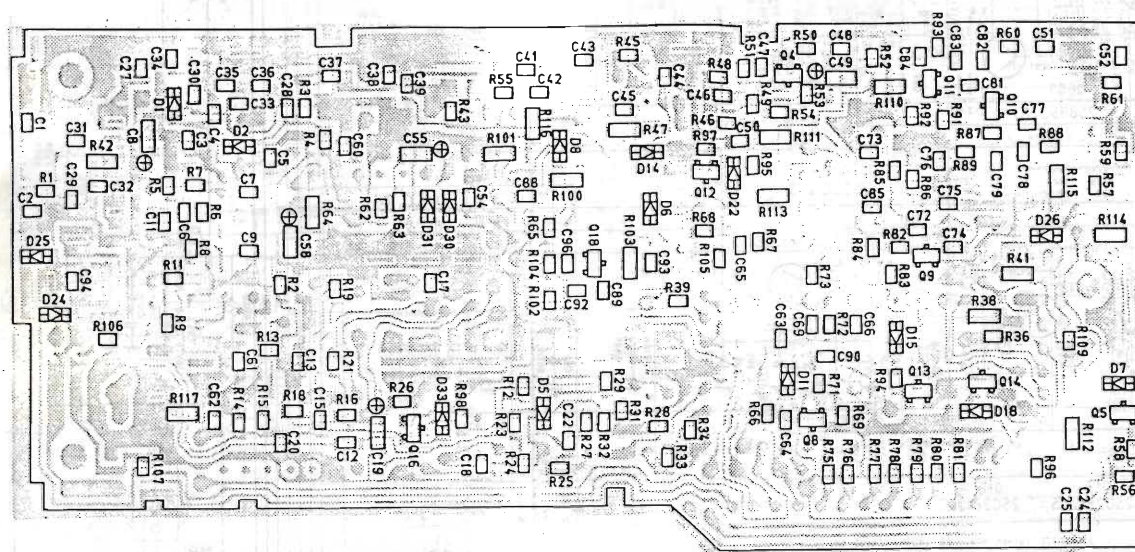 C34
C27
C30
C35
C36
C28
R3
C37
C38
C39
R43
C41
R55
C42
C43
R45
C44
R48
C46
R51
C47
Q4
R50
C48
C49
R52
C84
R93
C83
C82
R60
C51
C52
R61
C1
C31
R42
C8
D1
C3
C4
C33
D2
C5
R4
C60
C55
R101
R116
D8
C45
R47
D14
R46
R97
C50
R49
R54
R53
R111
R110
Q11
C81
Q10
R92
R91
R87
C77
R88
R59
R1
C29
C32
C2
R5
R7
C11
C6
R6
R8
C7
C9
R64
C58
R62
R63
D31
D30
C54
C88
R100
D6
Q12
D22
R95
R113
C73
R85
R86
C76
R89
C79
C78
R115
R57
D25
C94
D24
R11
R2
R19
C17
R65
C96
R104
R102
C92
Q18
C89
R103
C93
R39
R68
R105
C65
R67
R73
C85
C75
C72
R84
R82
R83
Q9
C74
D26
R114
R41
R38
R36
R106
R9
R13
C61
C13
R21
C63
C69
R72
C66
C90
D15
R109
R117
C62
R14
R15
R18
C15
R16
C20
C12
C19
R26
Q16
D33
R98
C18
R12
R23
R24
D5
C22
R25
R27
R32
R29
R31
R28
R34
R33
D11
R71
R66
C64
Q8
R69
R94
Q13
Q14
D18
D7
Q5
R112
R58
R56
R107
R75
R76
R77
R78
R79
R80
R81
R96
C25
C24